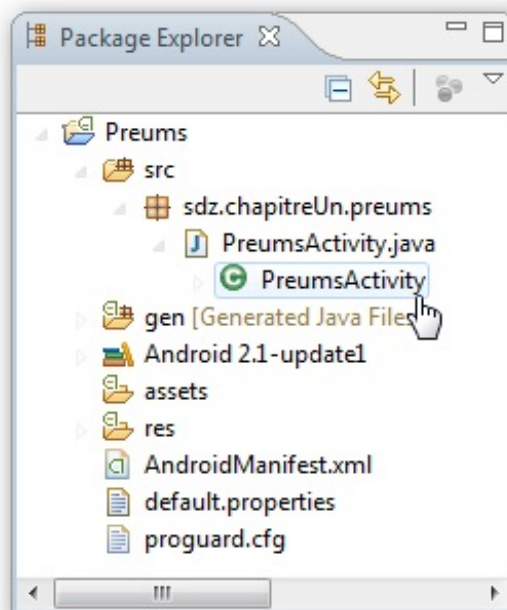 Package Explorer
Preums
src
sdz.chapitreUn.preums
PreumsActivity.java
PreumsActivity
gen [Generated Java Files
Android 2.1-update1
assets
res
AndroidManifest.xml
default.properties
proguard.cfg